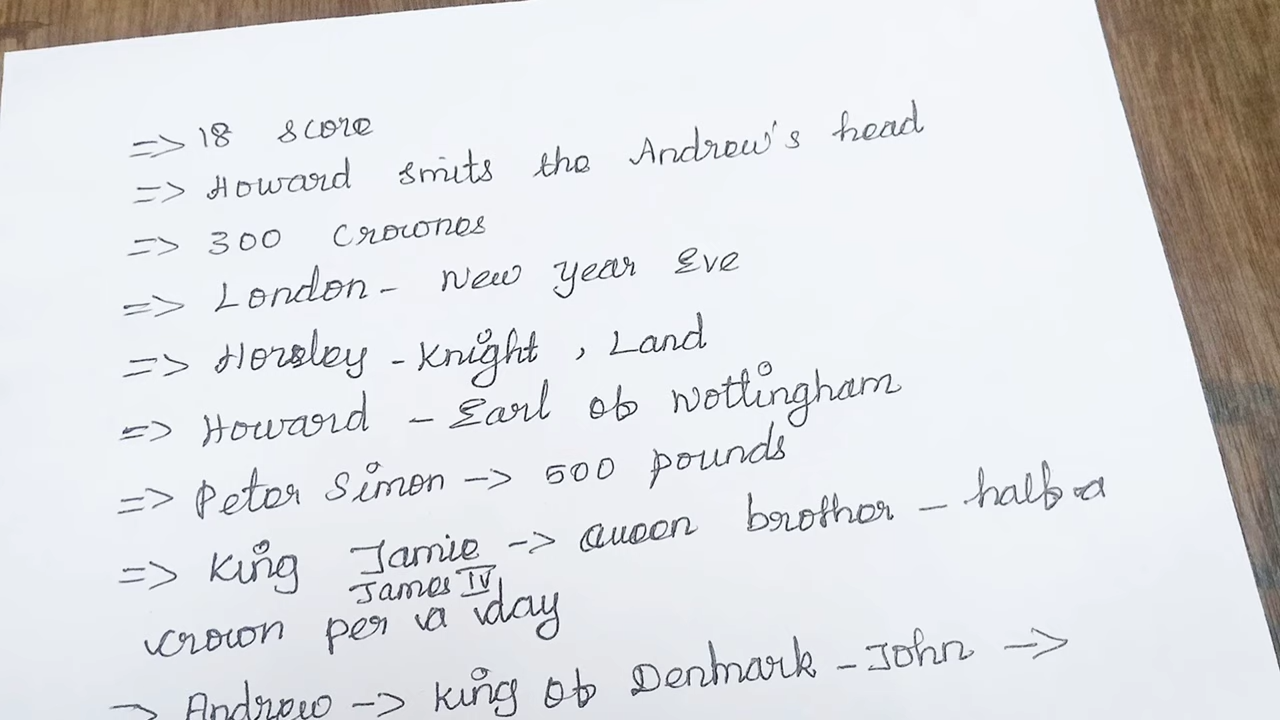 => 18 score
=> Howard smits the Andrew's head
=> 300 Crownes
=> London - New Year Eve
=> Horsley - Knight, Land
=> Howard - Earl of Nottingham
=> Peter Simon -> 500 pounds
=> King Jamie -> Queen brother - half a
James IV
crown per a day
=> Andrew -> King of Denmark - John ->